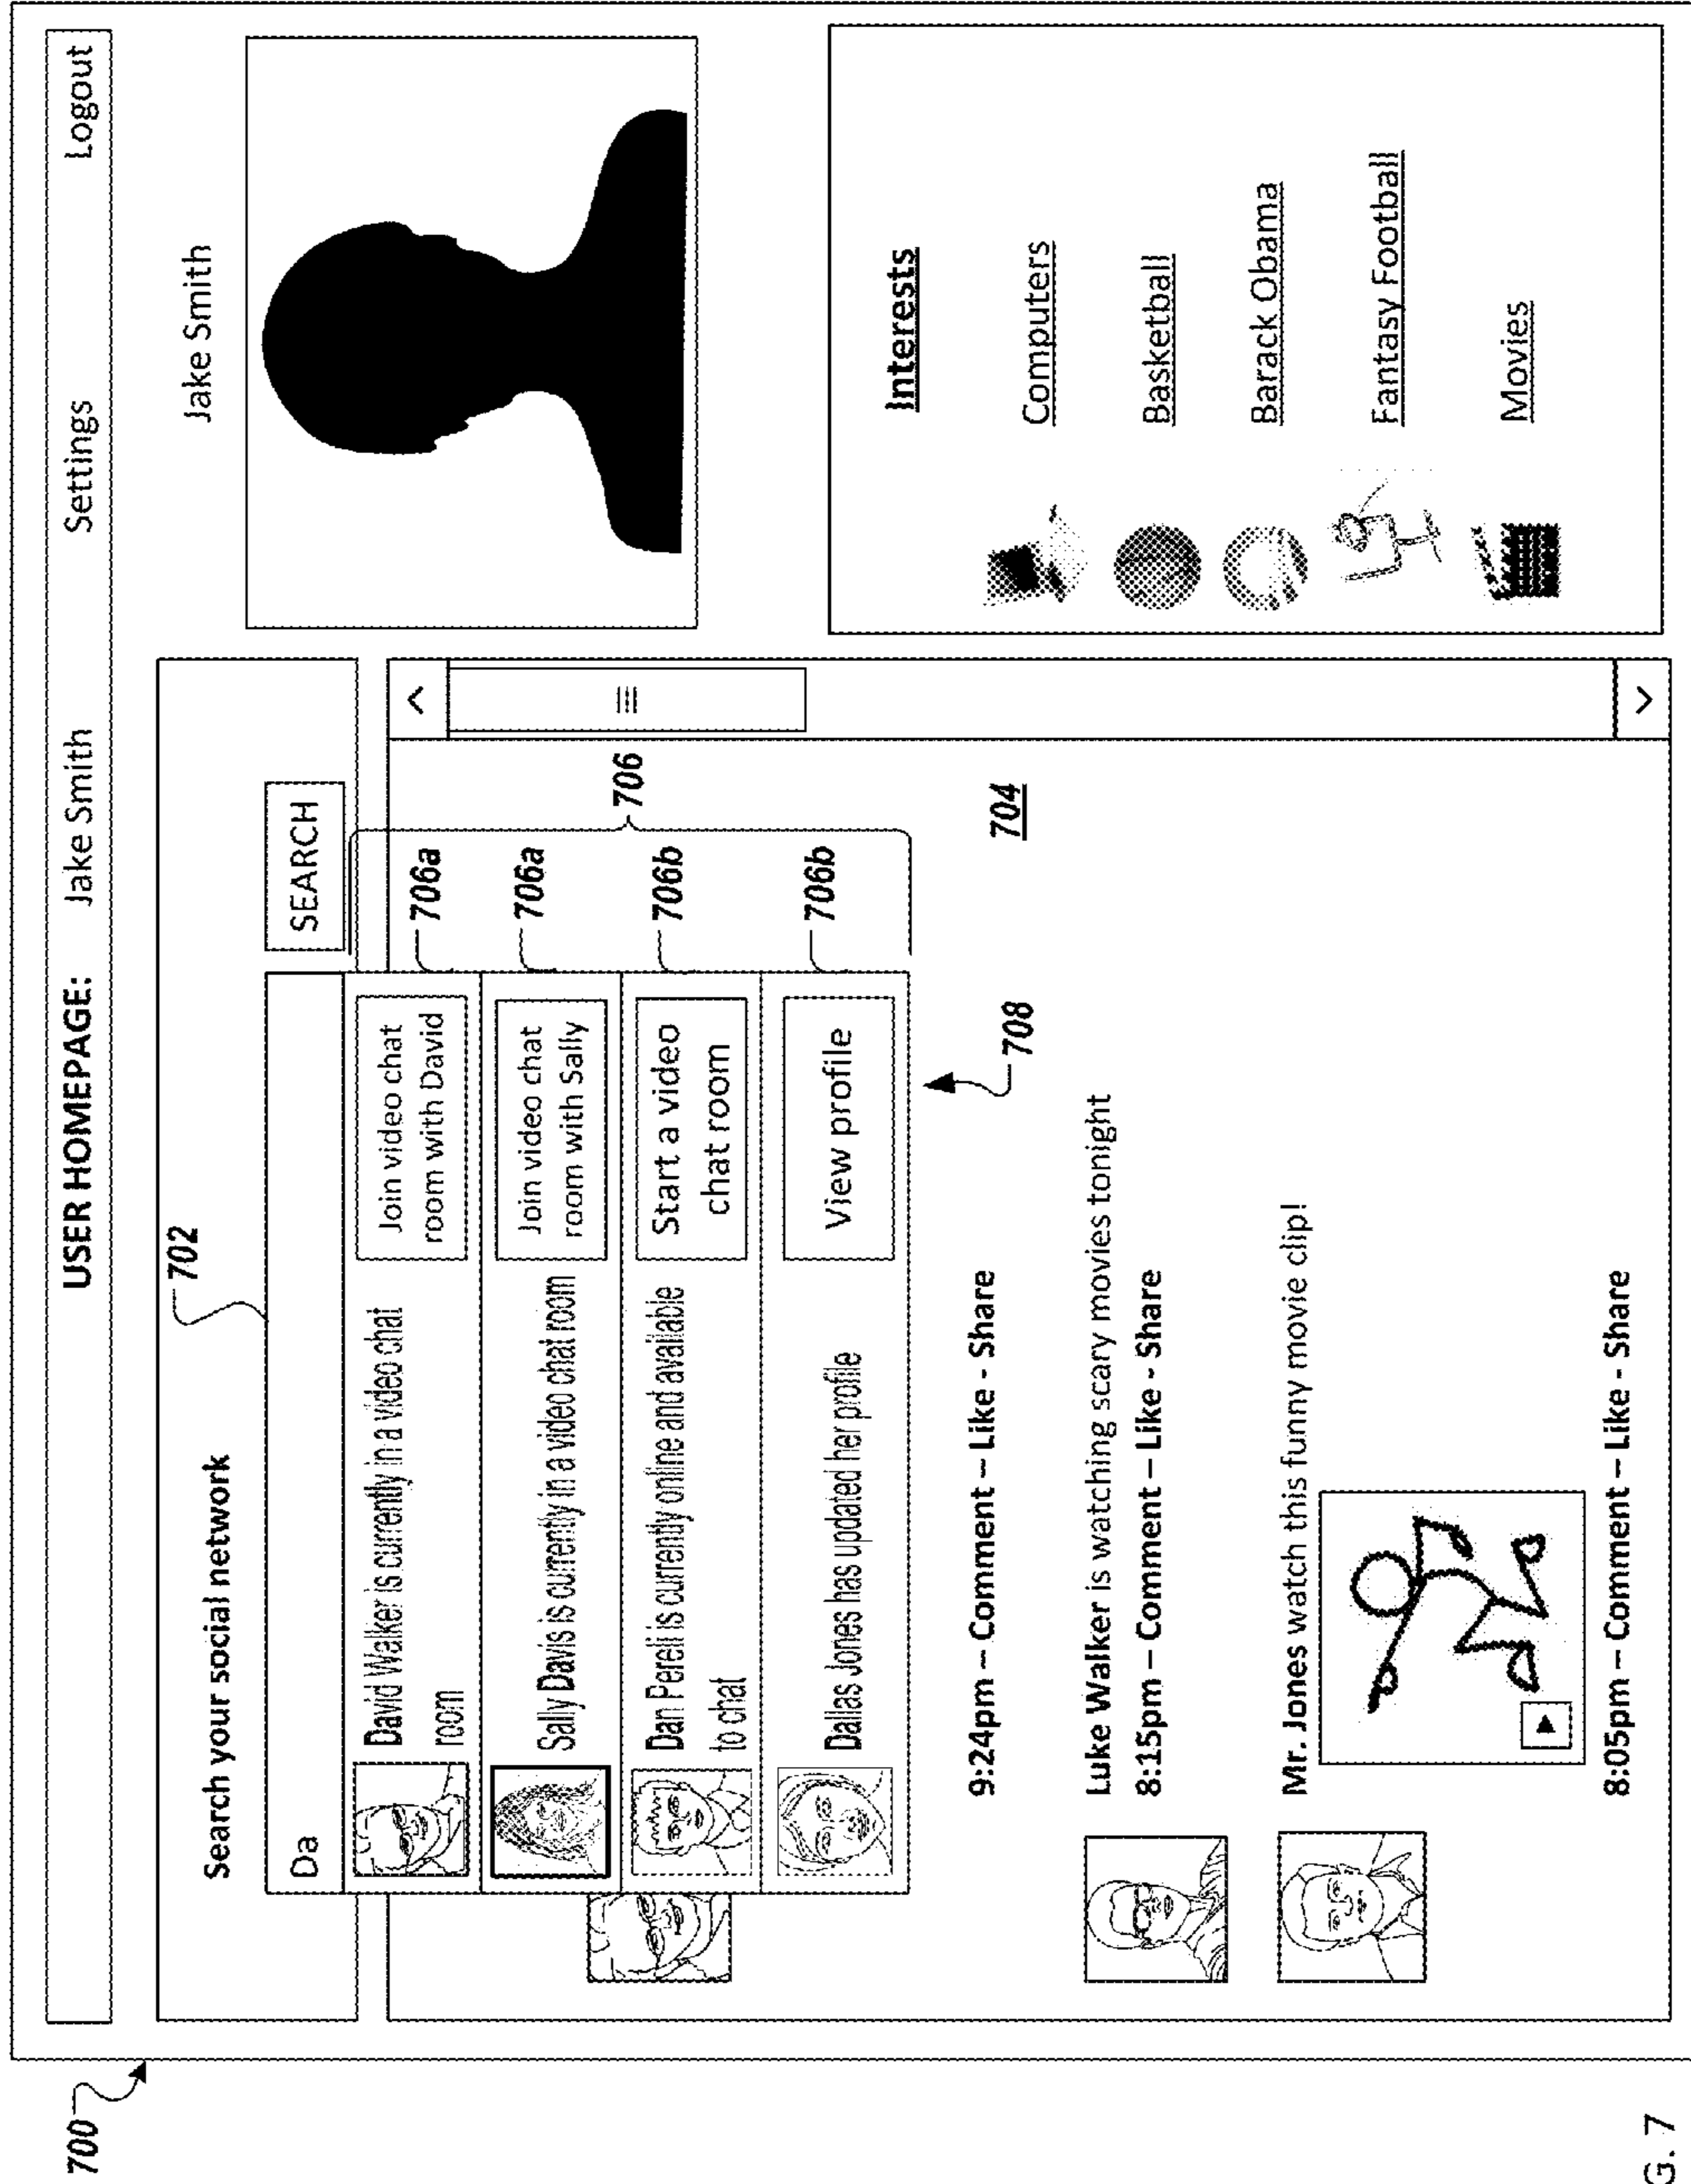 700
USER HOMEPAGE: Jake Smith Settings Logout
702
Search your social network
Da
SEARCH
David Walker is currently in a video chat
room
Join video chat
room with David
706a
Sally Davis is currently in a video chat room
Join video chat
room with Sally
706a
706
Dan Pereli is currently online and available
to chat
Start a video
chat room
706b
Dallas Jones has updated her profile
View profile
706b
708
704
9:24pm – Comment – Like - Share
Luke Walker is watching scary movies tonight
8:15pm – Comment – Like - Share
Mr. Jones watch this funny movie clip!
8:05pm – Comment – Like - Share
Jake Smith
Interests
Computers
Basketball
Barack Obama
Fantasy Football
Movies
G. 7